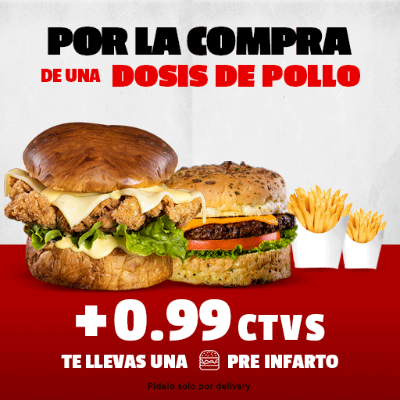 POR LA COMPRA
DE UNA DOSIS DE POLLO
+0.99 CTVS
TE LLEVAS UNA PRE INFARTO
Pídelo solo por delivery